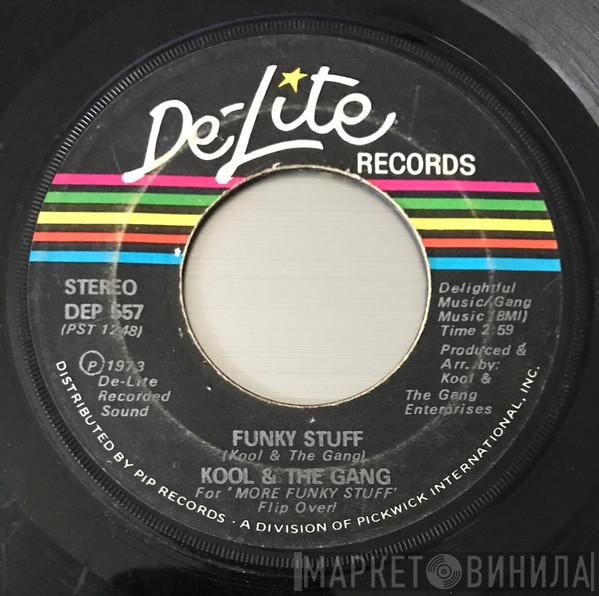 De-Lite
RECORDS
STEREO
DEP 557
(PST 1248)
Ⓟ 1973
De-Lite
Recorded
Sound
Delightful
Music/Gang
Music (BMI)
Time 2:59
Produced &
Arr. by:
Kool &
The Gang
Enterprises
FUNKY STUFF
(Kool & The Gang)
KOOL & THE GANG
For 'MORE FUNKY STUFF'
Flip Over!
DISTRIBUTED BY PIP RECORDS · A DIVISION OF PICKWICK INTERNATIONAL, INC.
МАРКЕТ ВИНИЛА